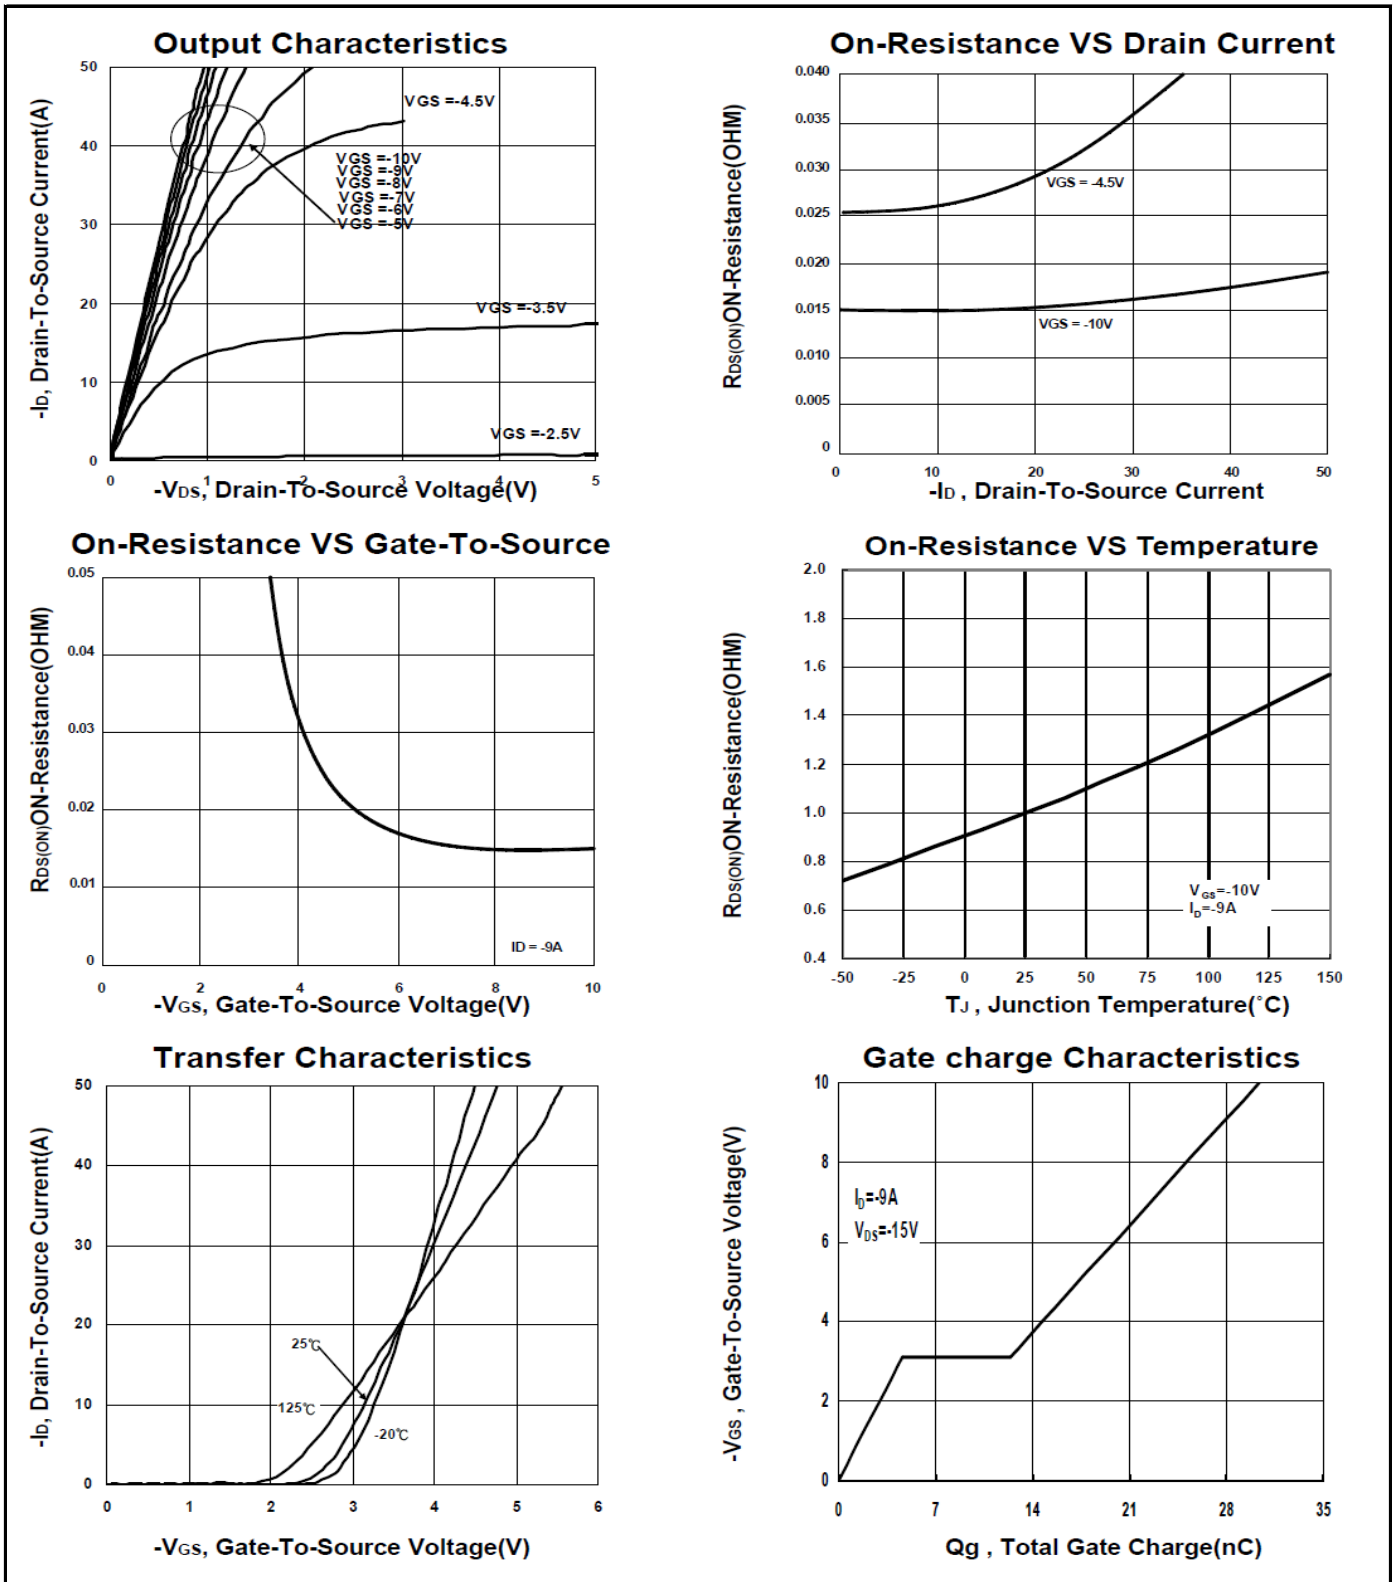 Output Characteristics
-ID, Drain-To-Source Current(A)
50
40
30
20
10
0
VGS =-4.5V
VGS =-10V
VGS =-9V
VGS =-8V
VGS =-7V
VGS =-6V
VGS =-5V
VGS =-3.5V
VGS =-2.5V
0 1 2 3 4 5
-VDS, Drain-To-Source Voltage(V)
On-Resistance VS Drain Current
RDS(ON)ON-Resistance(OHM)
0.040
0.035
0.030
0.025
0.020
0.015
0.010
0.005
0
VGS = -4.5V
VGS = -10V
0 10 20 30 40 50
-ID , Drain-To-Source Current
On-Resistance VS Gate-To-Source
RDS(ON)ON-Resistance(OHM)
0.05
0.04
0.03
0.02
0.01
0
ID = -9A
0 2 4 6 8 10
-VGS, Gate-To-Source Voltage(V)
On-Resistance VS Temperature
RDS(ON)ON-Resistance(OHM)
2.0
1.8
1.6
1.4
1.2
1.0
0.8
0.6
0.4
VGS=-10V
ID=-9A
-50 -25 0 25 50 75 100 125 150
TJ , Junction Temperature(°C)
Transfer Characteristics
-ID, Drain-To-Source Current(A)
50
40
30
20
10
0
25℃
125℃
-20℃
0 1 2 3 4 5 6
-VGS, Gate-To-Source Voltage(V)
Gate charge Characteristics
-VGS , Gate-To-Source Voltage(V)
10
8
6
4
2
0
ID=-9A
VDS=-15V
0 7 14 21 28 35
Qg , Total Gate Charge(nC)